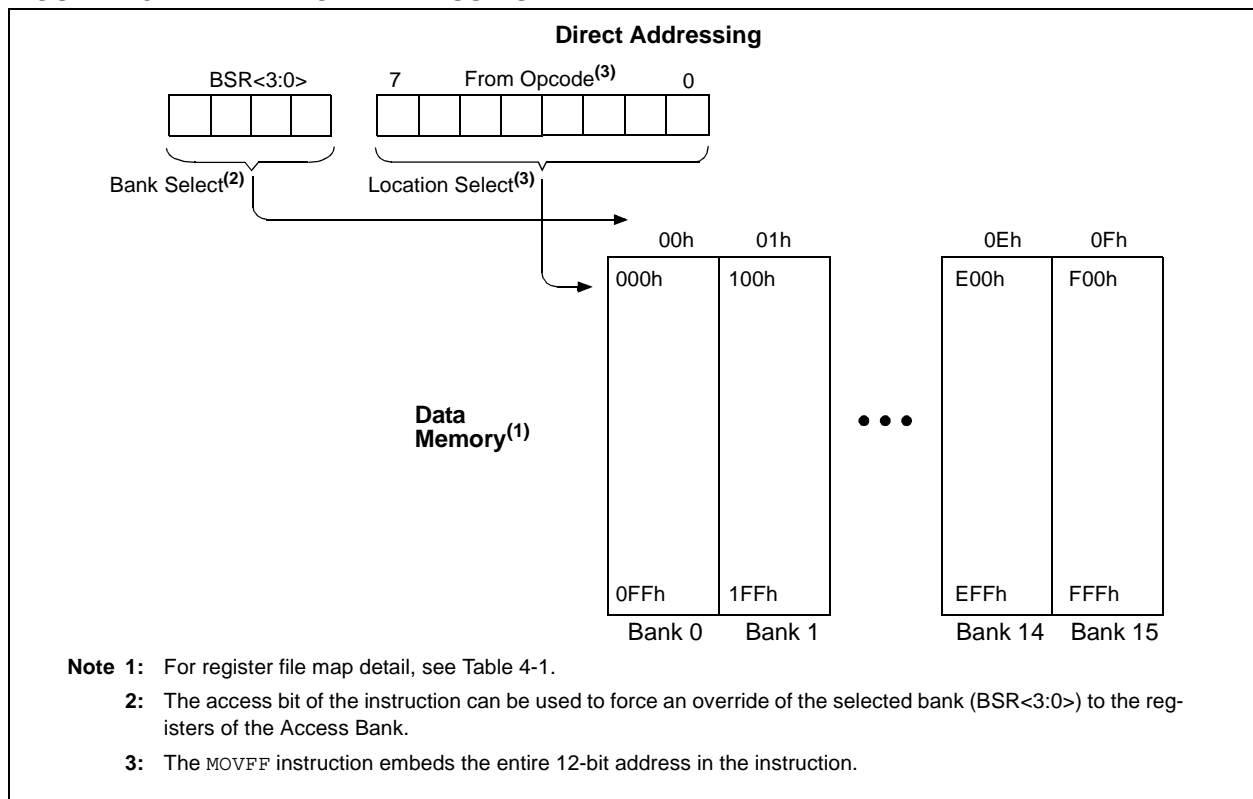 Direct Addressing
BSR<3:0>
7 From Opcode(3) 0
Bank Select(2) Location Select(3)
00h 01h 0Eh 0Fh
000h 100h E00h F00h
Data
Memory(1)
0FFh 1FFh EFFh FFFh
Bank 0 Bank 1 Bank 14 Bank 15
Note 1: For register file map detail, see Table 4-1.
2: The access bit of the instruction can be used to force an override of the selected bank (BSR<3:0>) to the reg-
isters of the Access Bank.
3: The MOVFF instruction embeds the entire 12-bit address in the instruction.